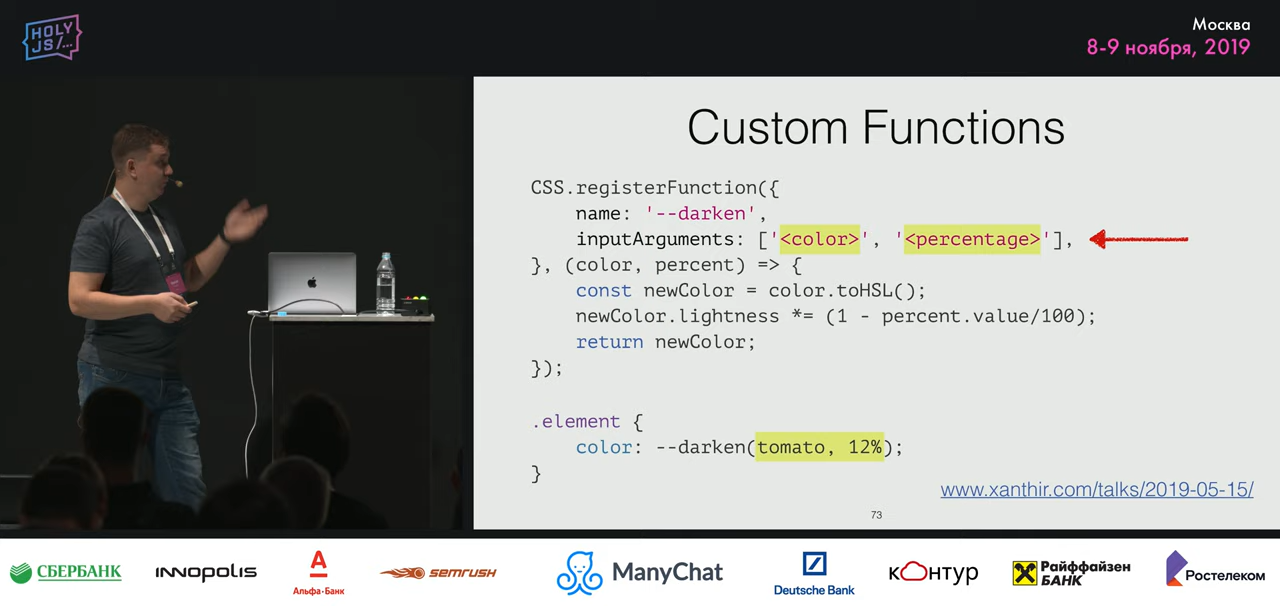 HOLY
JS/...
Москва
8-9 ноября, 2019
Custom Functions
CSS.registerFunction({
name: '--darken',
inputArguments: ['<color>', '<percentage>'],
}, (color, percent) => {
const newColor = color.toHSL();
newColor.lightness *= (1 - percent.value/100);
return newColor;
});
.element {
color: --darken(tomato, 12%);
}
www.xanthir.com/talks/2019-05-15/
73
СБЕРБАНК
INNOPOLIS
А
Альфа·Банк
SEMRUSH
ManyChat
Deutsche Bank
контур
Райффайзен
БАНК
Ростелеком